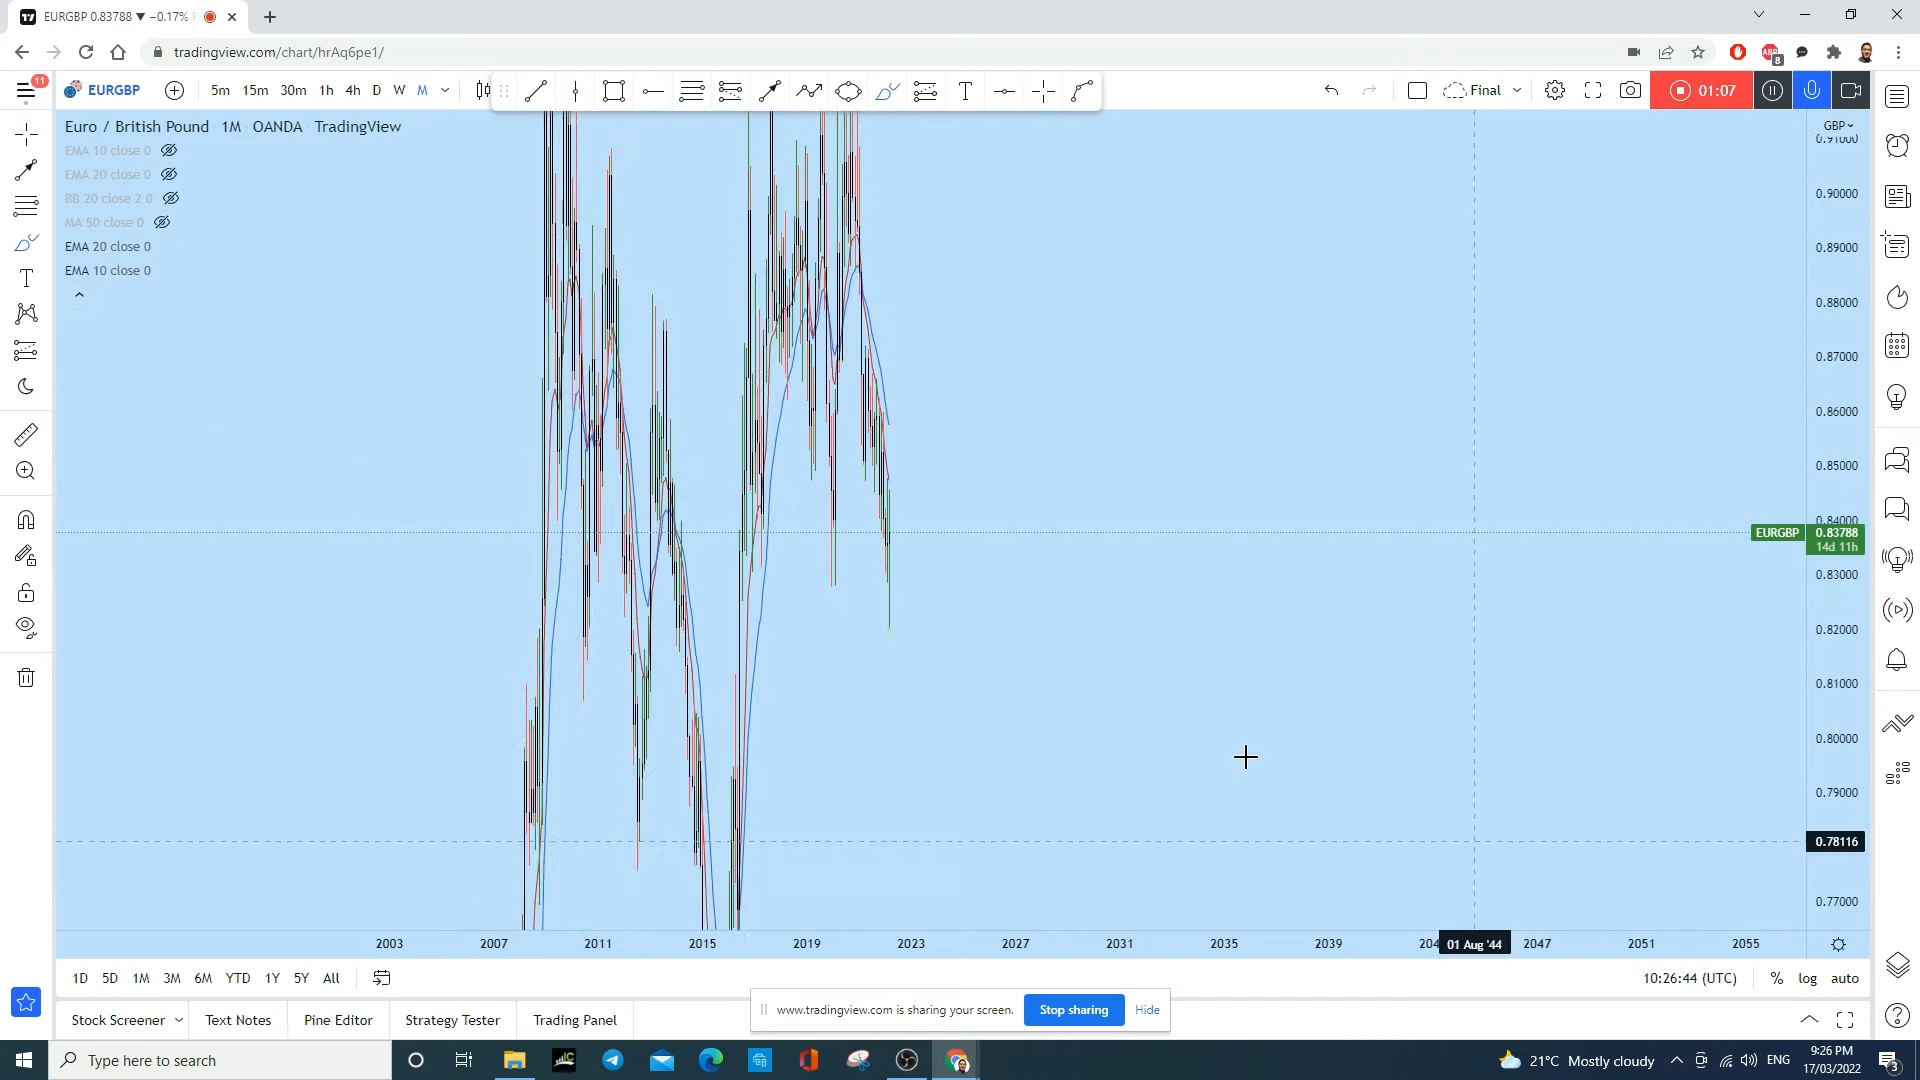 EURGBP 0.83788 ▼ −0.17%
tradingview.com/chart/hrAq6pe1/
11
EURGBP
5m 15m 30m 1h 4h D W M
Final
01:07
ABP
8
Euro / British Pound 1M OANDA TradingView
EMA 10 close 0
EMA 20 close 0
BB 20 close 2 0
MA 50 close 0
EMA 20 close 0
EMA 10 close 0
GBP
0.91000
0.90000
0.89000
0.88000
0.87000
0.86000
0.85000
0.84000
EURGBP 0.83788
14d 11h
0.83000
0.82000
0.81000
0.80000
0.79000
0.78116
0.77000
2003 2007 2011 2015 2019 2023 2027 2031 2035 2039 204 01 Aug '44 2047 2051 2055
1D 5D 1M 3M 6M YTD 1Y 5Y All
10:26:44 (UTC) % log auto
www.tradingview.com is sharing your screen. Stop sharing Hide
Stock Screener Text Notes Pine Editor Strategy Tester Trading Panel
Type here to search
21°C Mostly cloudy
ENG
9:26 PM
17/03/2022
3